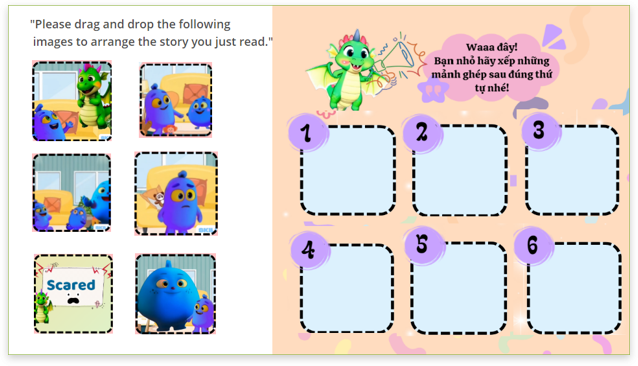 "Please drag and drop the following
images to arrange the story you just read."
Waaa đây!
Bạn nhỏ hãy xếp những
mảnh ghép sau đúng thứ
tự nhé!
1
2
3
Scared
4
5
6